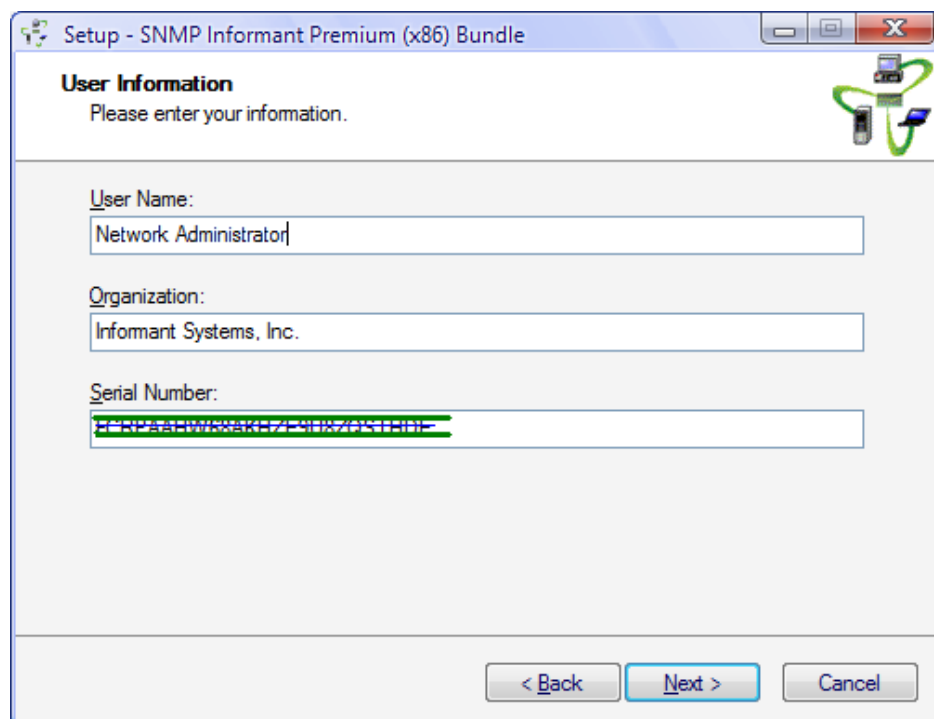 Setup - SNMP Informant Premium (x86) Bundle
User Information
Please enter your information.
User Name:
Network Administrator
Organization:
Informant Systems, Inc.
Serial Number:
< Back
Next >
Cancel